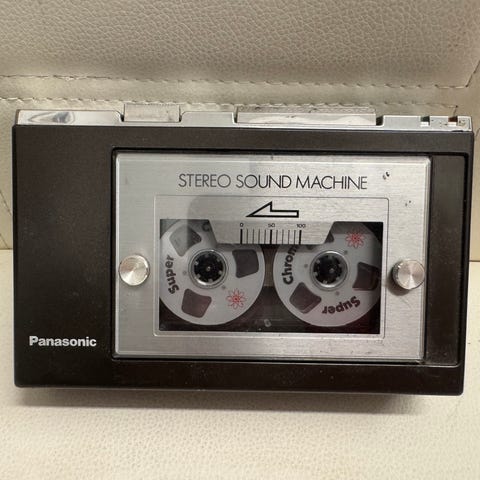 STEREO SOUND MACHINE
0 50 100
Super
Chrom
Super
Panasonic